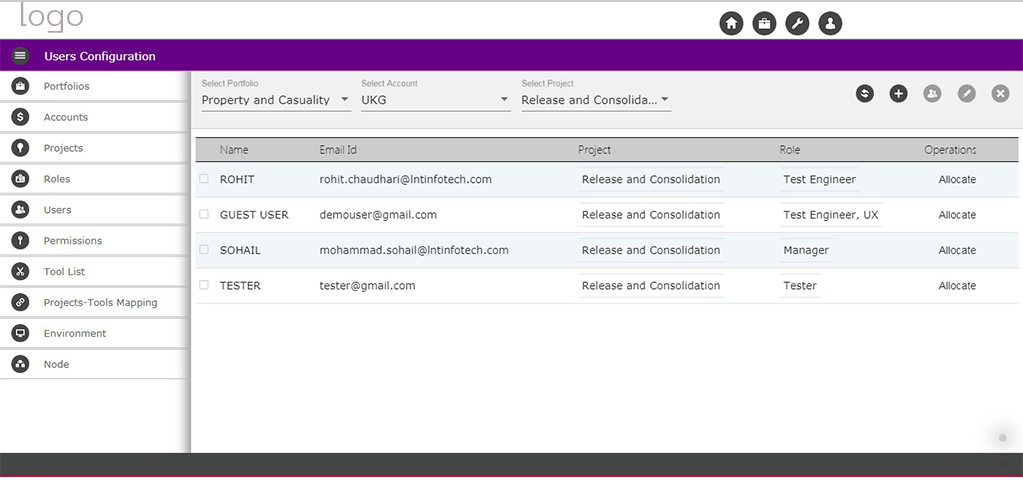 logo
Users Configuration
Portfolios
Accounts
Projects
Roles
Users
Permissions
Tool List
Projects-Tools Mapping
Environment
Node
Select Portfolio Select Account Select Project
Property and Casuality UKG Release and Consolida...
Name Email Id Project Role Operations
ROHIT rohit.chaudhari@lntinfotech.com Release and Consolidation Test Engineer Allocate
GUEST USER demouser@gmail.com Release and Consolidation Test Engineer, UX Allocate
SOHAIL mohammad.sohail@lntinfotech.com Release and Consolidation Manager Allocate
TESTER tester@gmail.com Release and Consolidation Tester Allocate